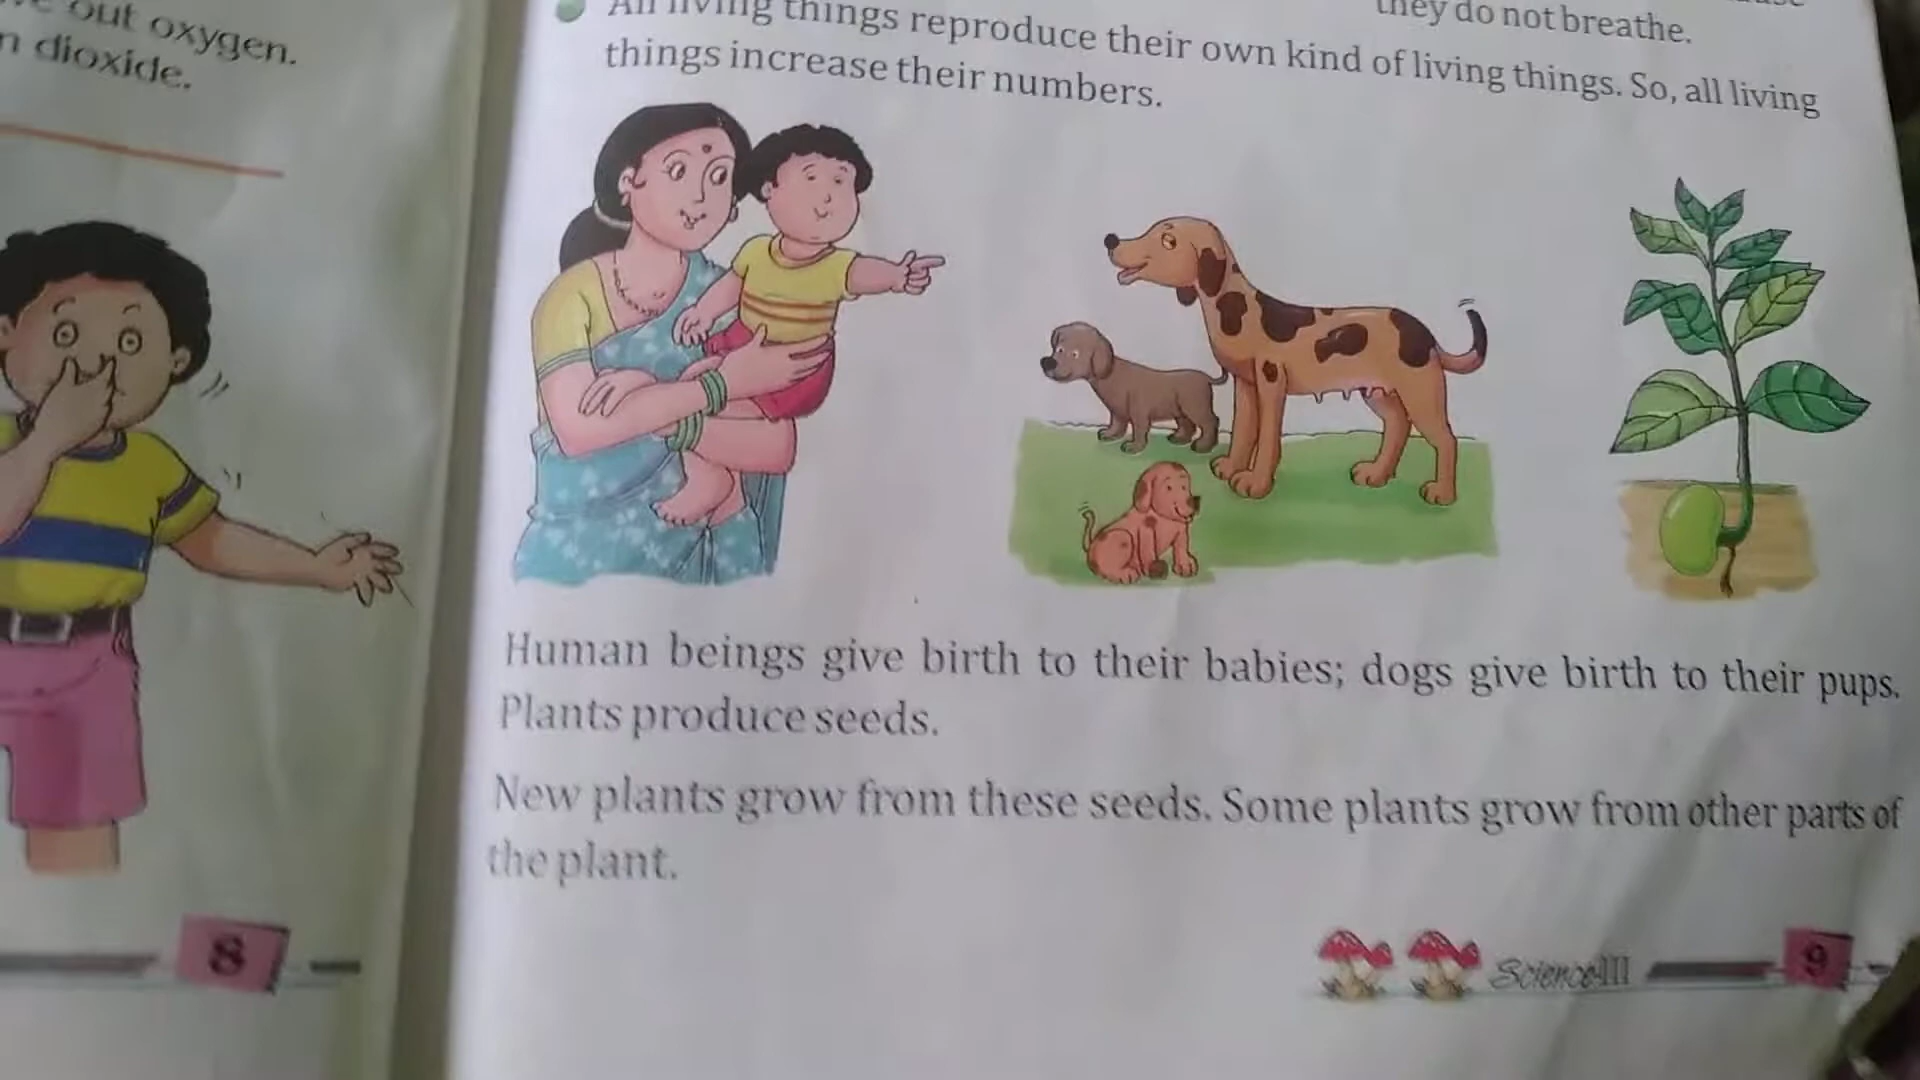 out oxygen.
dioxide.
8
they do not breathe.
All living things reproduce their own kind of living things. So, all living
things increase their numbers.
Human beings give birth to their babies; dogs give birth to their pups.
Plants produce seeds.
New plants grow from these seeds. Some plants grow from other parts of
the plant.
Science-III
9